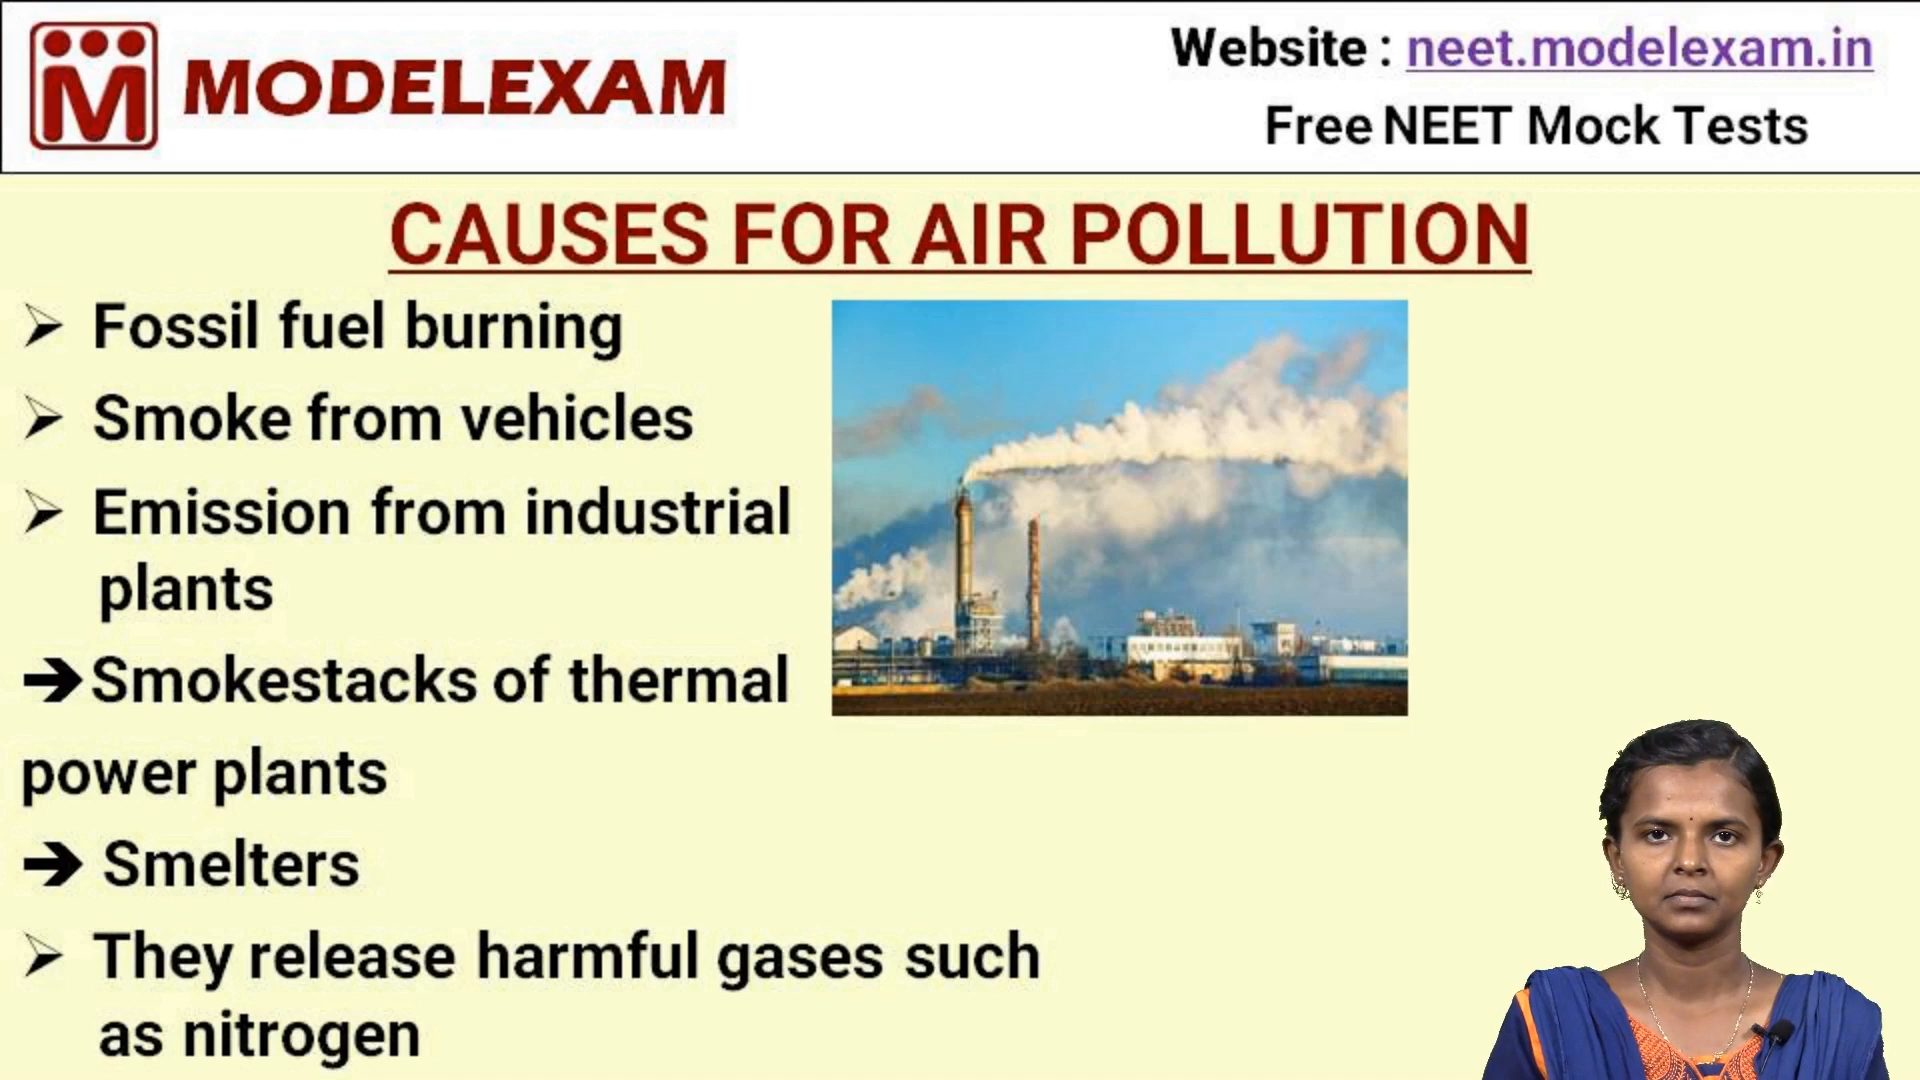 MODELEXAM
Website : neet.modelexam.in
Free NEET Mock Tests
CAUSES FOR AIR POLLUTION
➢ Fossil fuel burning
➢ Smoke from vehicles
➢ Emission from industrial
plants
➔Smokestacks of thermal
power plants
➔ Smelters
➢ They release harmful gases such
as nitrogen